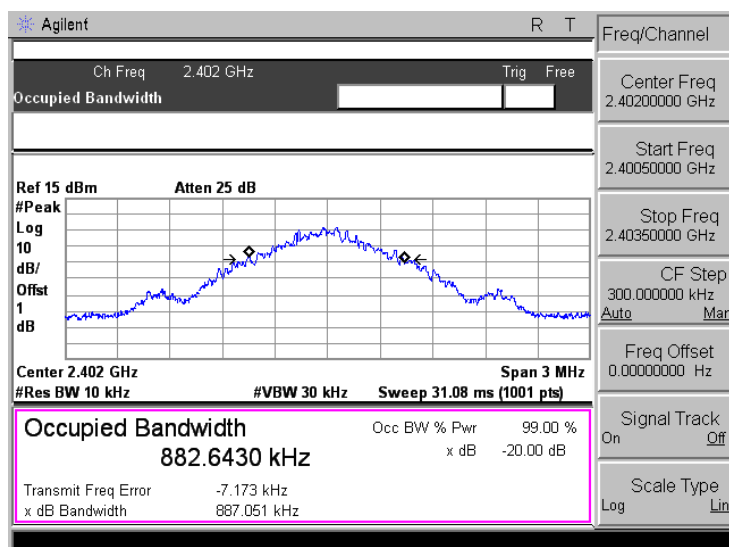 Agilent R T
Ch Freq 2.402 GHz Trig Free
Occupied Bandwidth
Ref 15 dBm Atten 25 dB
#Peak
Log
10
dB/
Offst
1
dB
Center 2.402 GHz Span 3 MHz
#Res BW 10 kHz #VBW 30 kHz Sweep 31.08 ms (1001 pts)
Occupied Bandwidth Occ BW % Pwr 99.00 %
882.6430 kHz x dB -20.00 dB
Transmit Freq Error -7.173 kHz
x dB Bandwidth 887.051 kHz
Freq/Channel
Center Freq
2.40200000 GHz
Start Freq
2.40050000 GHz
Stop Freq
2.40350000 GHz
CF Step
300.000000 kHz
Auto Man
Freq Offset
0.00000000 Hz
Signal Track
On Off
Scale Type
Log Lin